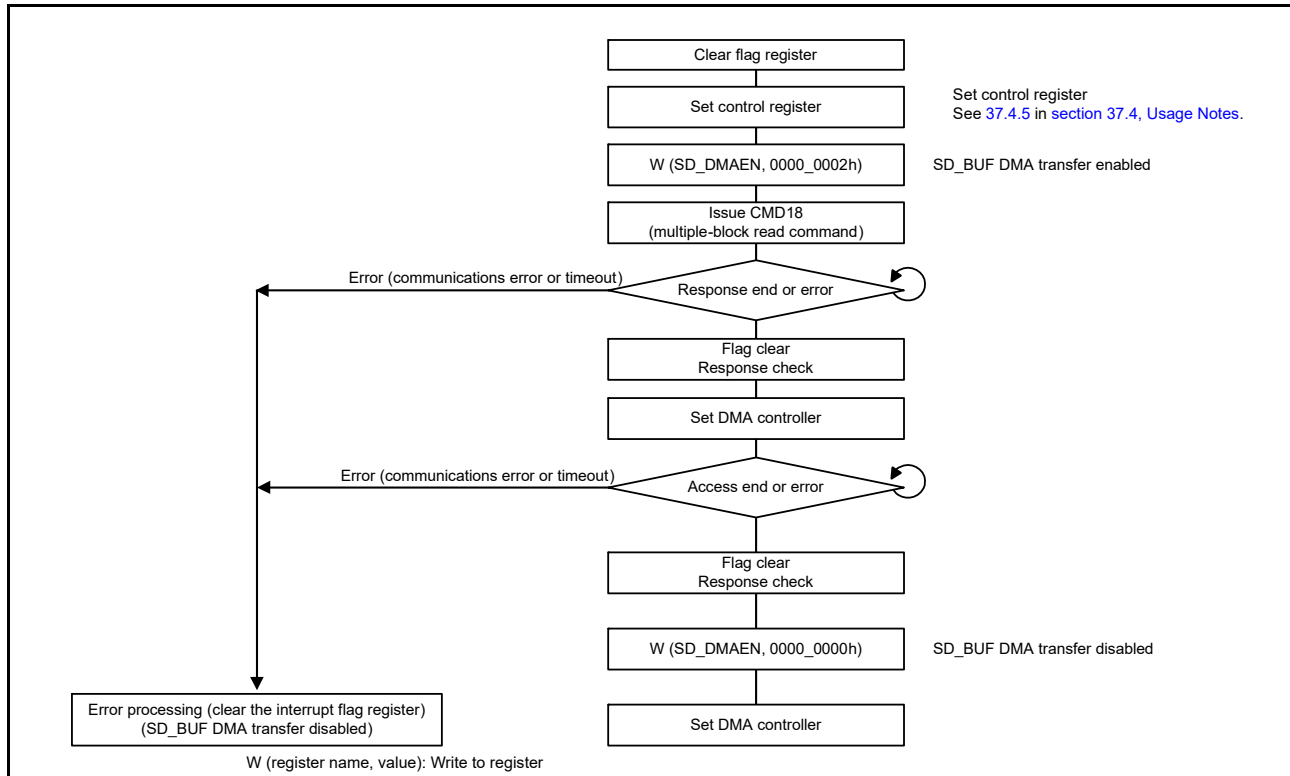 Clear flag register
Set control register
Set control register
See 37.4.5 in section 37.4, Usage Notes.
W (SD_DMAEN, 0000_0002h)
SD_BUF DMA transfer enabled
Issue CMD18
(multiple-block read command)
Error (communications error or timeout)
Response end or error
Flag clear
Response check
Set DMA controller
Error (communications error or timeout)
Access end or error
Flag clear
Response check
W (SD_DMAEN, 0000_0000h)
SD_BUF DMA transfer disabled
Error processing (clear the interrupt flag register)
(SD_BUF DMA transfer disabled)
Set DMA controller
W (register name, value): Write to register